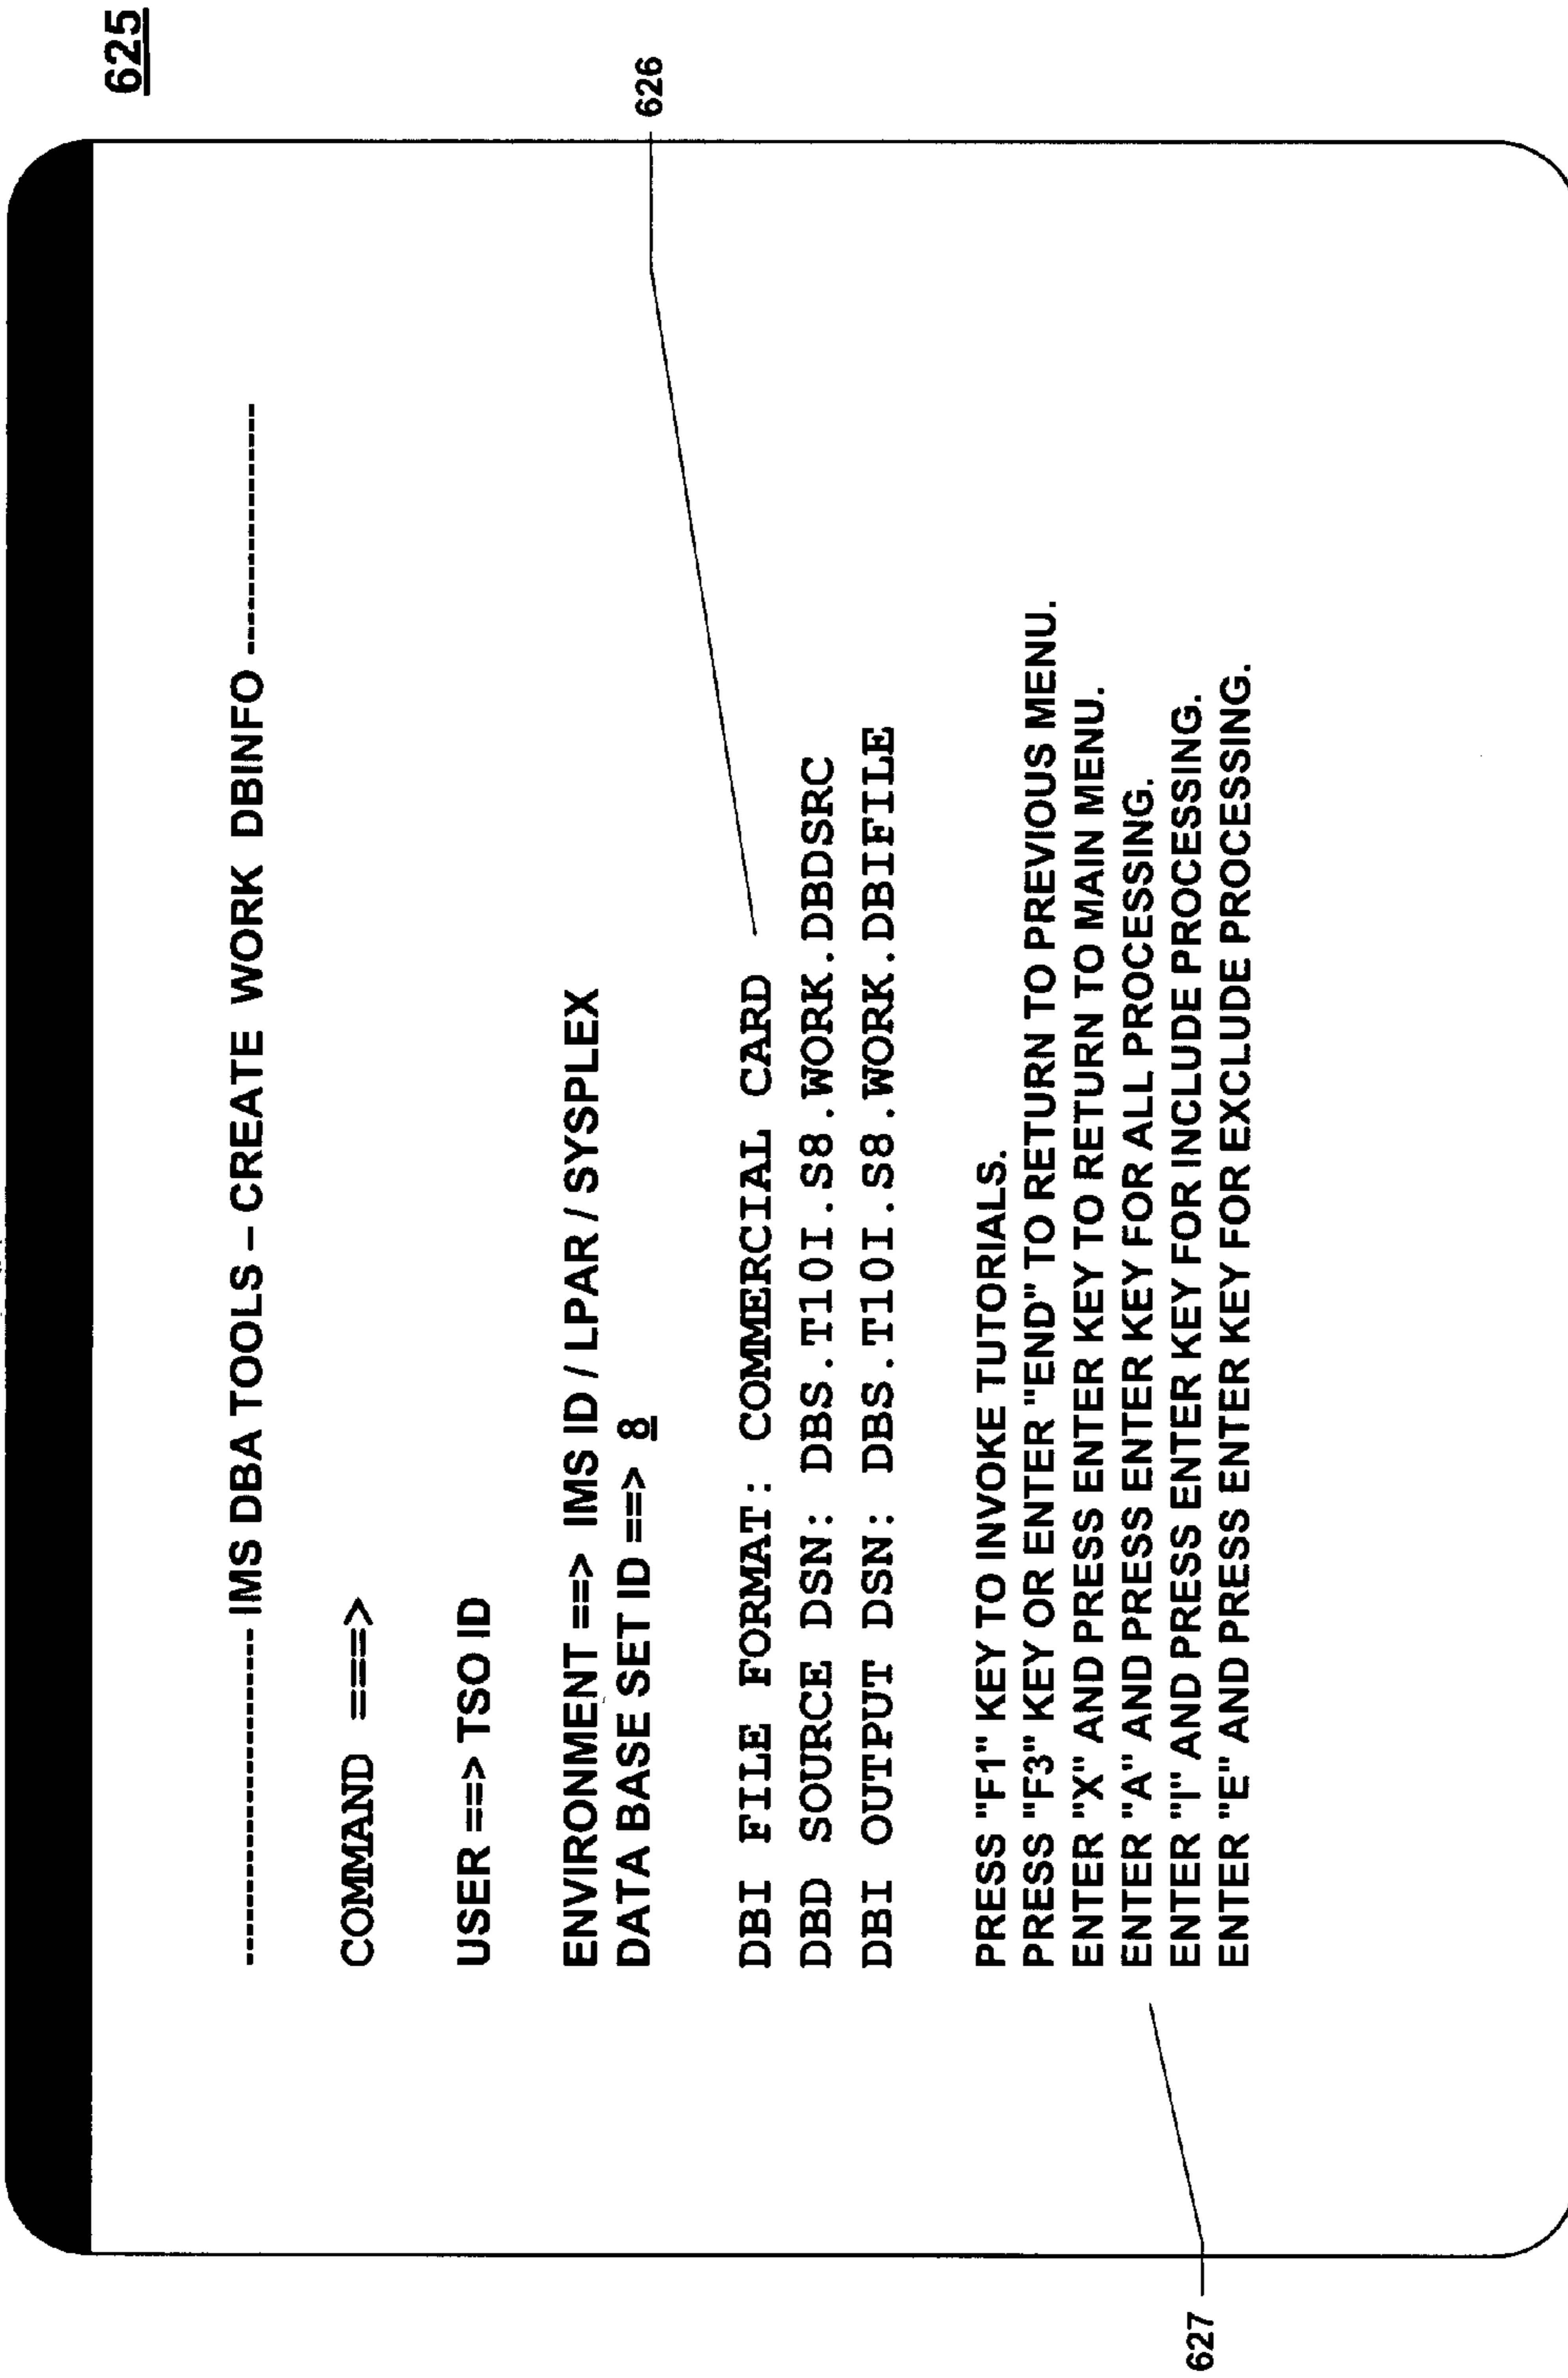 625
---------------------- IMS DBA TOOLS – CREATE WORK DBINFO -----------------
COMMAND ===>
USER ==> TSO ID
ENVIRONMENT ==> IMS ID / LPAR / SYSPLEX
DATA BASE SET ID ==> 8
626
DBI FILE FORMAT: COMMERCIAL CARD
DBD SOURCE DSN: DBS.T10I.S8.WORK.DBDSRC
DBI OUTPUT DSN: DBS.T10I.S8.WORK.DBIFILE
PRESS "F1" KEY TO INVOKE TUTORIALS.
PRESS "F3" KEY OR ENTER "END" TO RETURN TO PREVIOUS MENU.
ENTER "X" AND PRESS ENTER KEY TO RETURN TO MAIN MENU.
ENTER "A" AND PRESS ENTER KEY FOR ALL PROCESSING.
ENTER "I" AND PRESS ENTER KEY FOR INCLUDE PROCESSING.
ENTER "E" AND PRESS ENTER KEY FOR EXCLUDE PROCESSING.
627